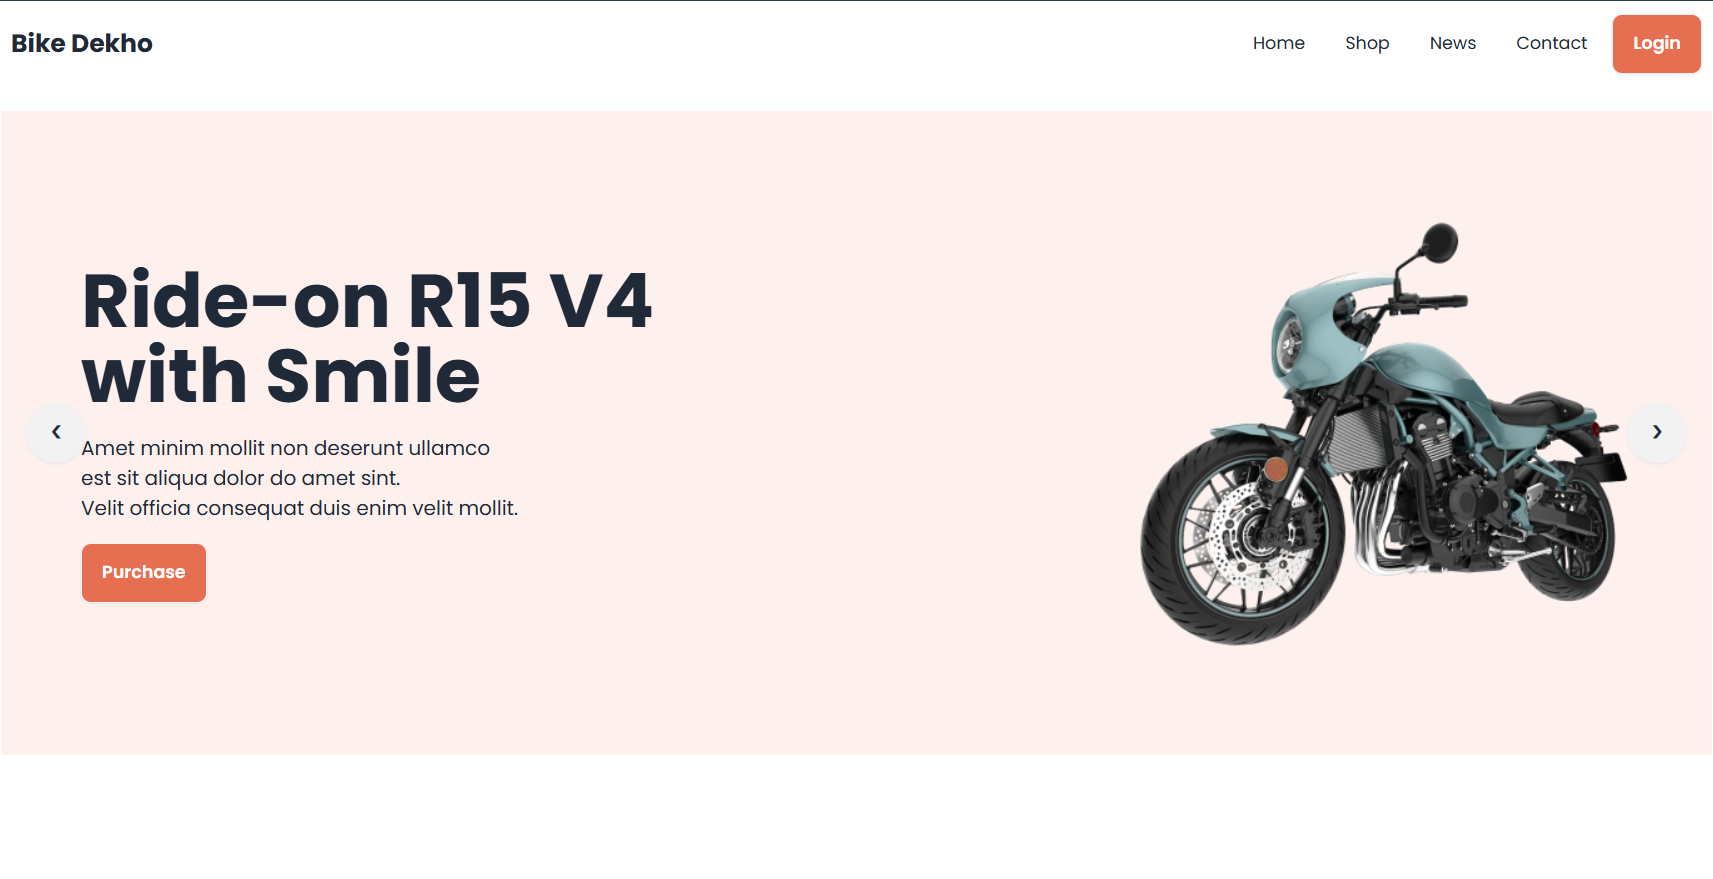 Bike Dekho
Home
Shop
News
Contact
Login
Ride-on R15 V4
with Smile
Amet minim mollit non deserunt ullamco
est sit aliqua dolor do amet sint.
Velit officia consequat duis enim velit mollit.
Purchase